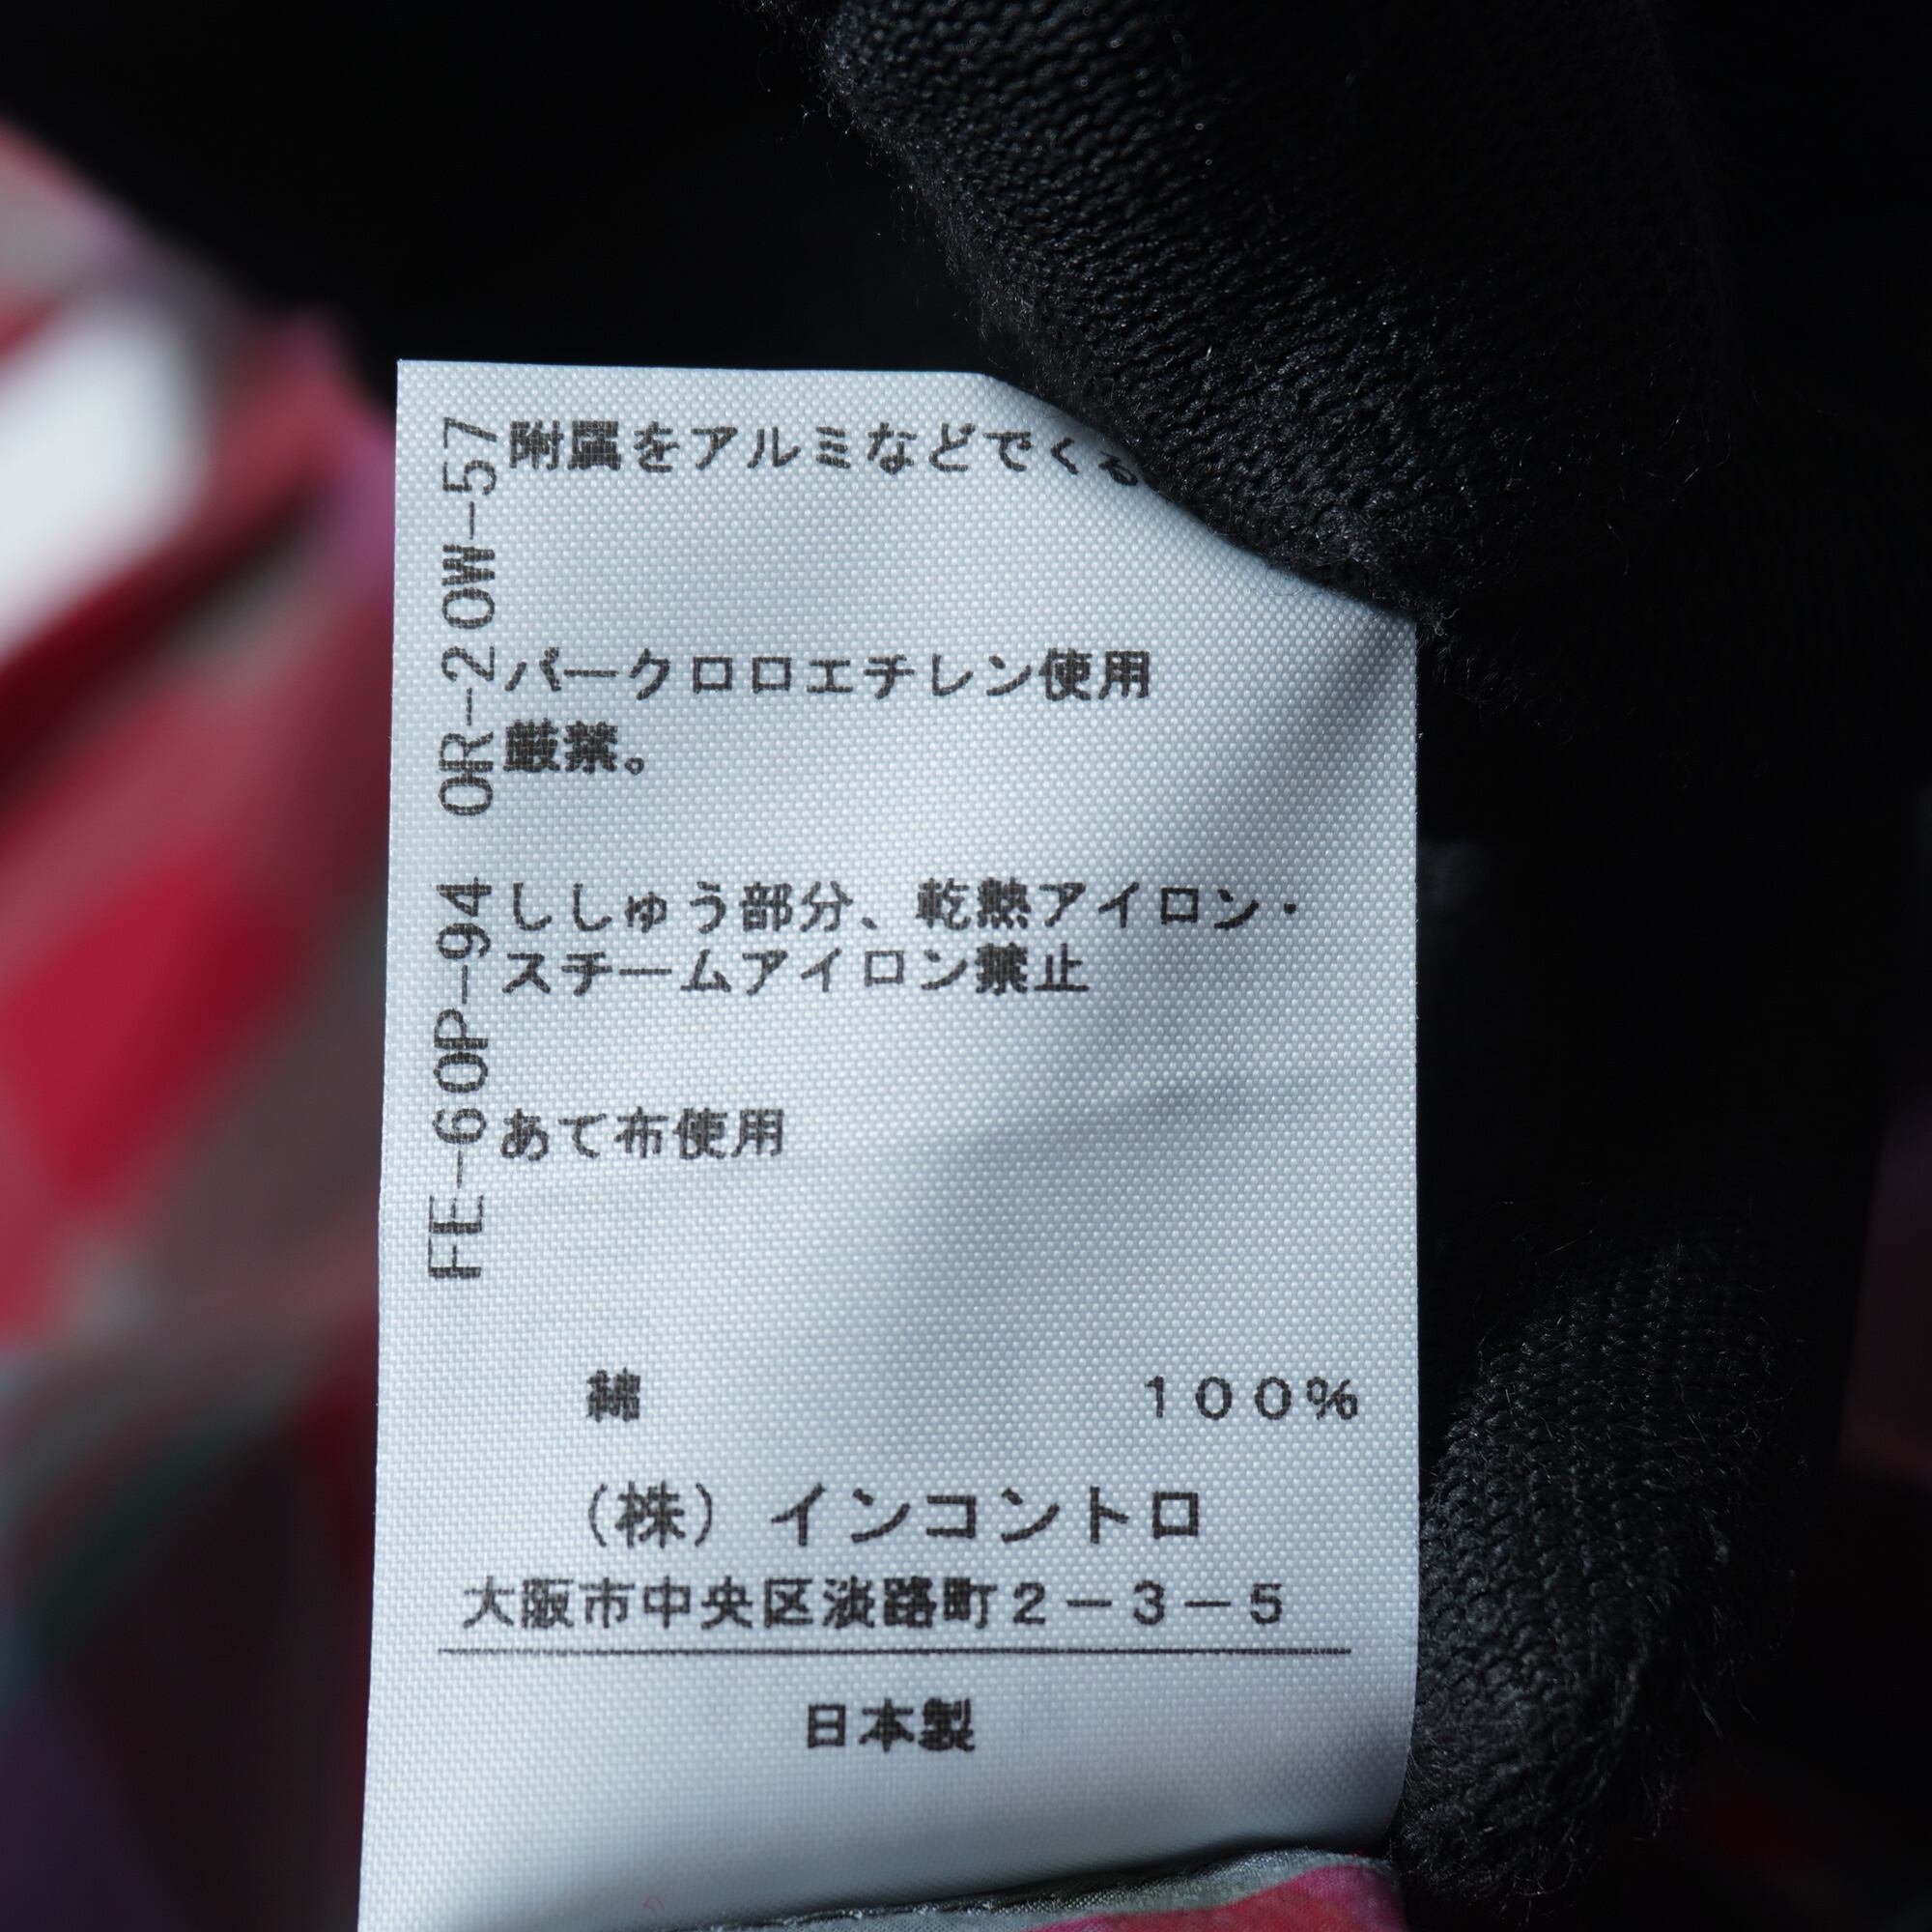 附属をアルミなどでくる
パークロロエチレン使用
厳禁。
ししゅう部分、乾熱アイロン・
スチームアイロン禁止
あて布使用
FE-60P-94 OR-20W-57
綿 100%
(株)インコントロ
大阪市中央区淡路町2-3-5
日本製